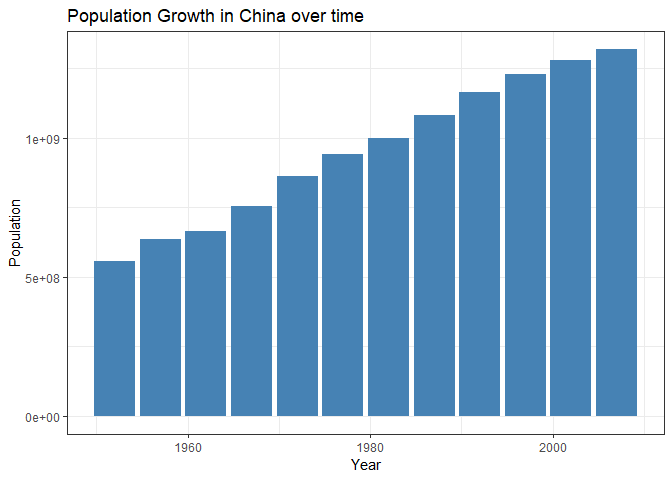 Population Growth in China over time
1e+09
5e+08
0e+00
Population
1960
1980
2000
Year